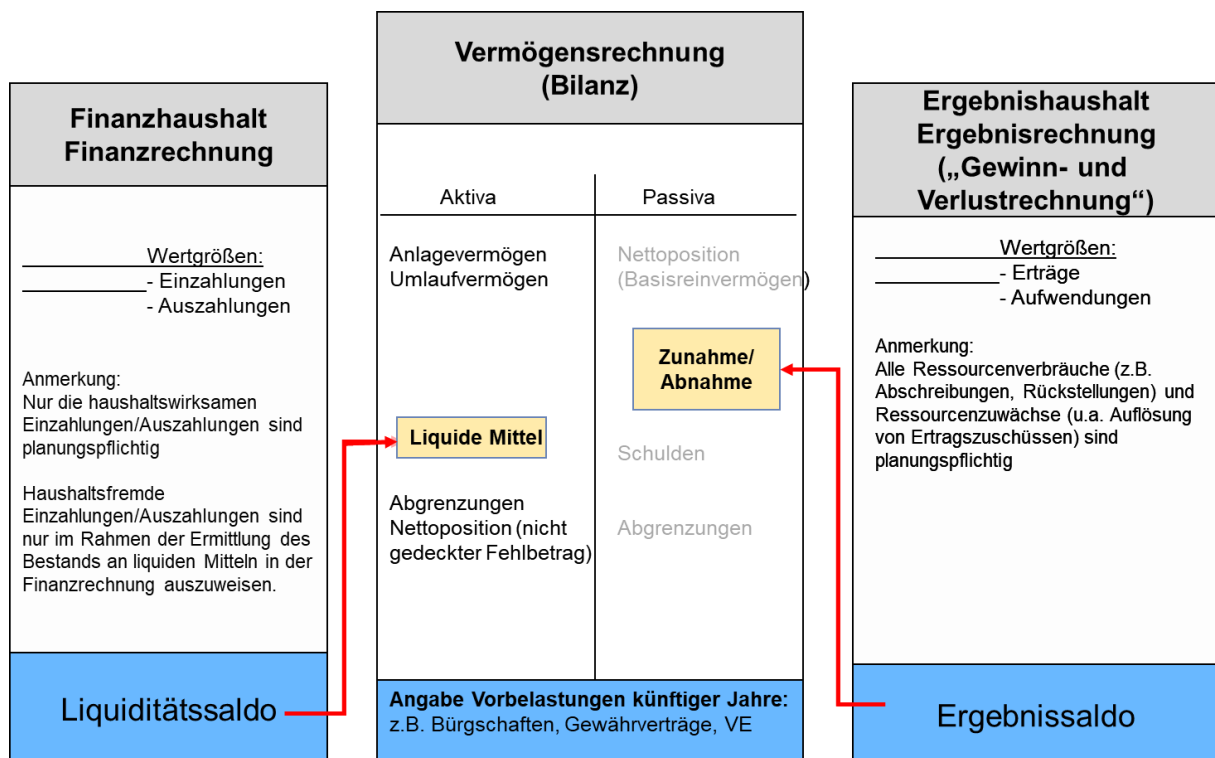 Finanzhaushalt
Finanzrechnung
Wertgrößen:
- Einzahlungen
- Auszahlungen
Anmerkung:
Nur die haushaltswirksamen
Einzahlungen/Auszahlungen sind
planungspflichtig
Haushaltsfremde
Einzahlungen/Auszahlungen sind
nur im Rahmen der Ermittlung des
Bestands an liquiden Mitteln in der
Finanzrechnung auszuweisen.
Liquiditätssaldo
Vermögensrechnung
(Bilanz)
Aktiva
Anlagevermögen
Umlaufvermögen
Liquide Mittel
Abgrenzungen
Nettoposition (nicht
gedeckter Fehlbetrag)
Passiva
Nettoposition
(Basisreinvermögen)
Zunahme/
Abnahme
Schulden
Abgrenzungen
Angabe Vorbelastungen künftiger Jahre:
z.B. Bürgschaften, Gewährverträge, VE
Ergebnishaushalt
Ergebnisrechnung
(„Gewinn- und
Verlustrechnung“)
Wertgrößen:
- Erträge
- Aufwendungen
Anmerkung:
Alle Ressourcenverbräuche (z.B.
Abschreibungen, Rückstellungen) und
Ressourcenzuwächse (u.a. Auflösung
von Ertragszuschüssen) sind
planungspflichtig
Ergebnissaldo